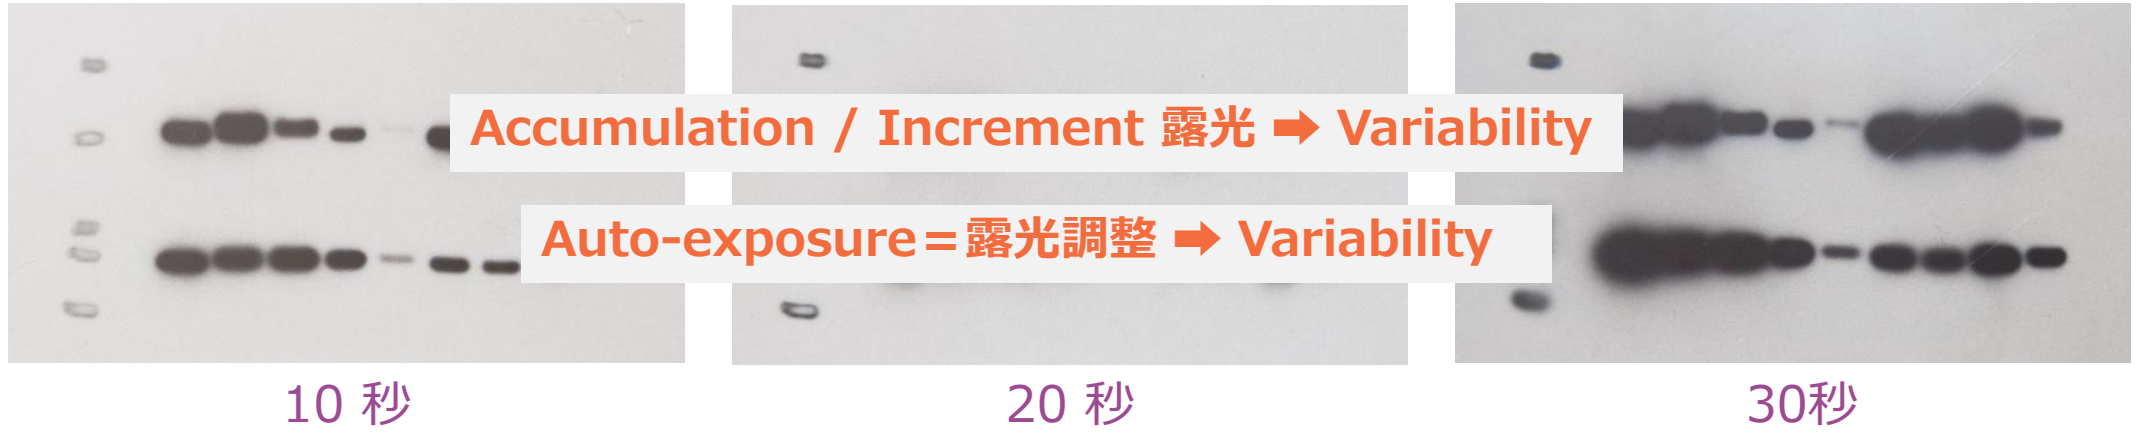 Accumulation / Increment 露光 ➡ Variability
Auto-exposure＝露光調整 ➡ Variability
10 秒
20 秒
30秒